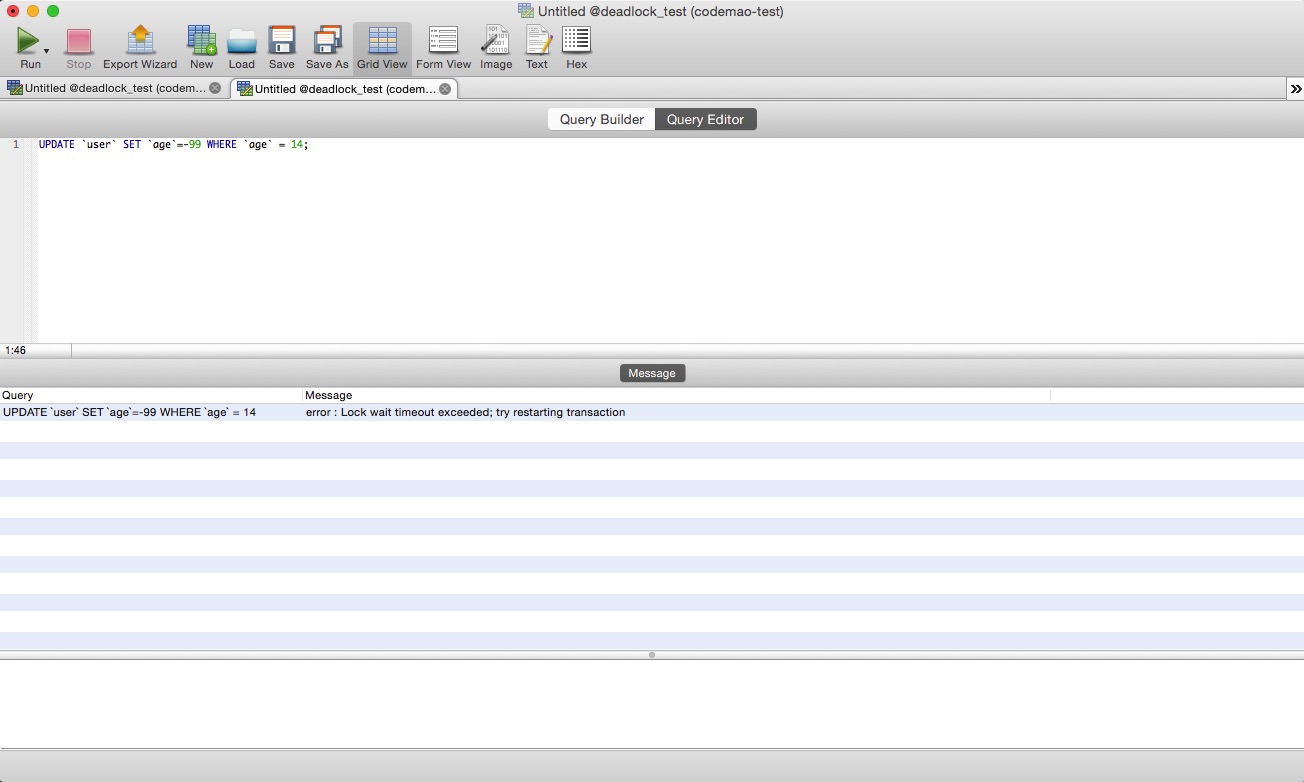 Untitled @deadlock_test (codemao-test)
Run Stop Export Wizard New Load Save Save As Grid View Form View Image Text Hex
Untitled @deadlock_test (codem... Untitled @deadlock_test (codem... »
Query Builder Query Editor
1 UPDATE `user` SET `age`=-99 WHERE `age` = 14;
1:46
Message
Query Message
UPDATE `user` SET `age`=-99 WHERE `age` = 14 error : Lock wait timeout exceeded; try restarting transaction